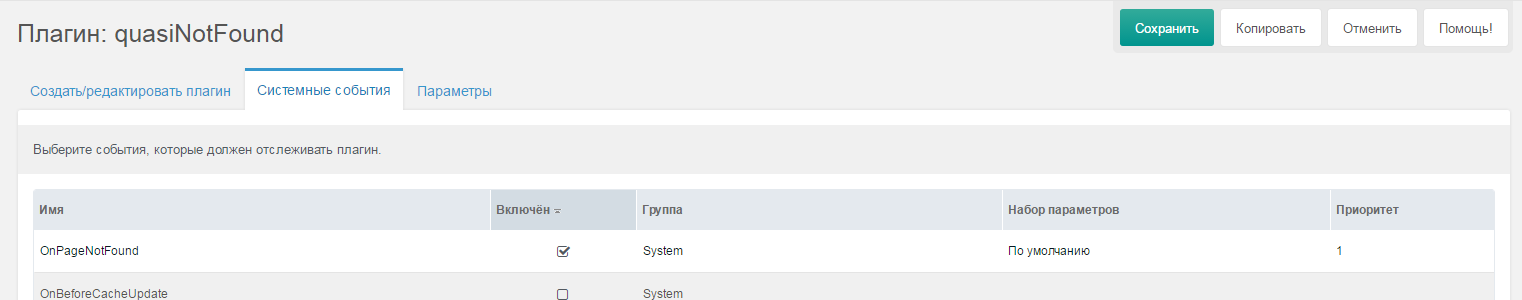 Плагин: quasiNotFound
Сохранить Копировать Отменить Помощь!
Создать/редактировать плагин Системные события Параметры
Выберите события, которые должен отслеживать плагин.
Имя Включён Группа Набор параметров Приоритет
OnPageNotFound System По умолчанию 1
OnBeforeCacheUpdate System